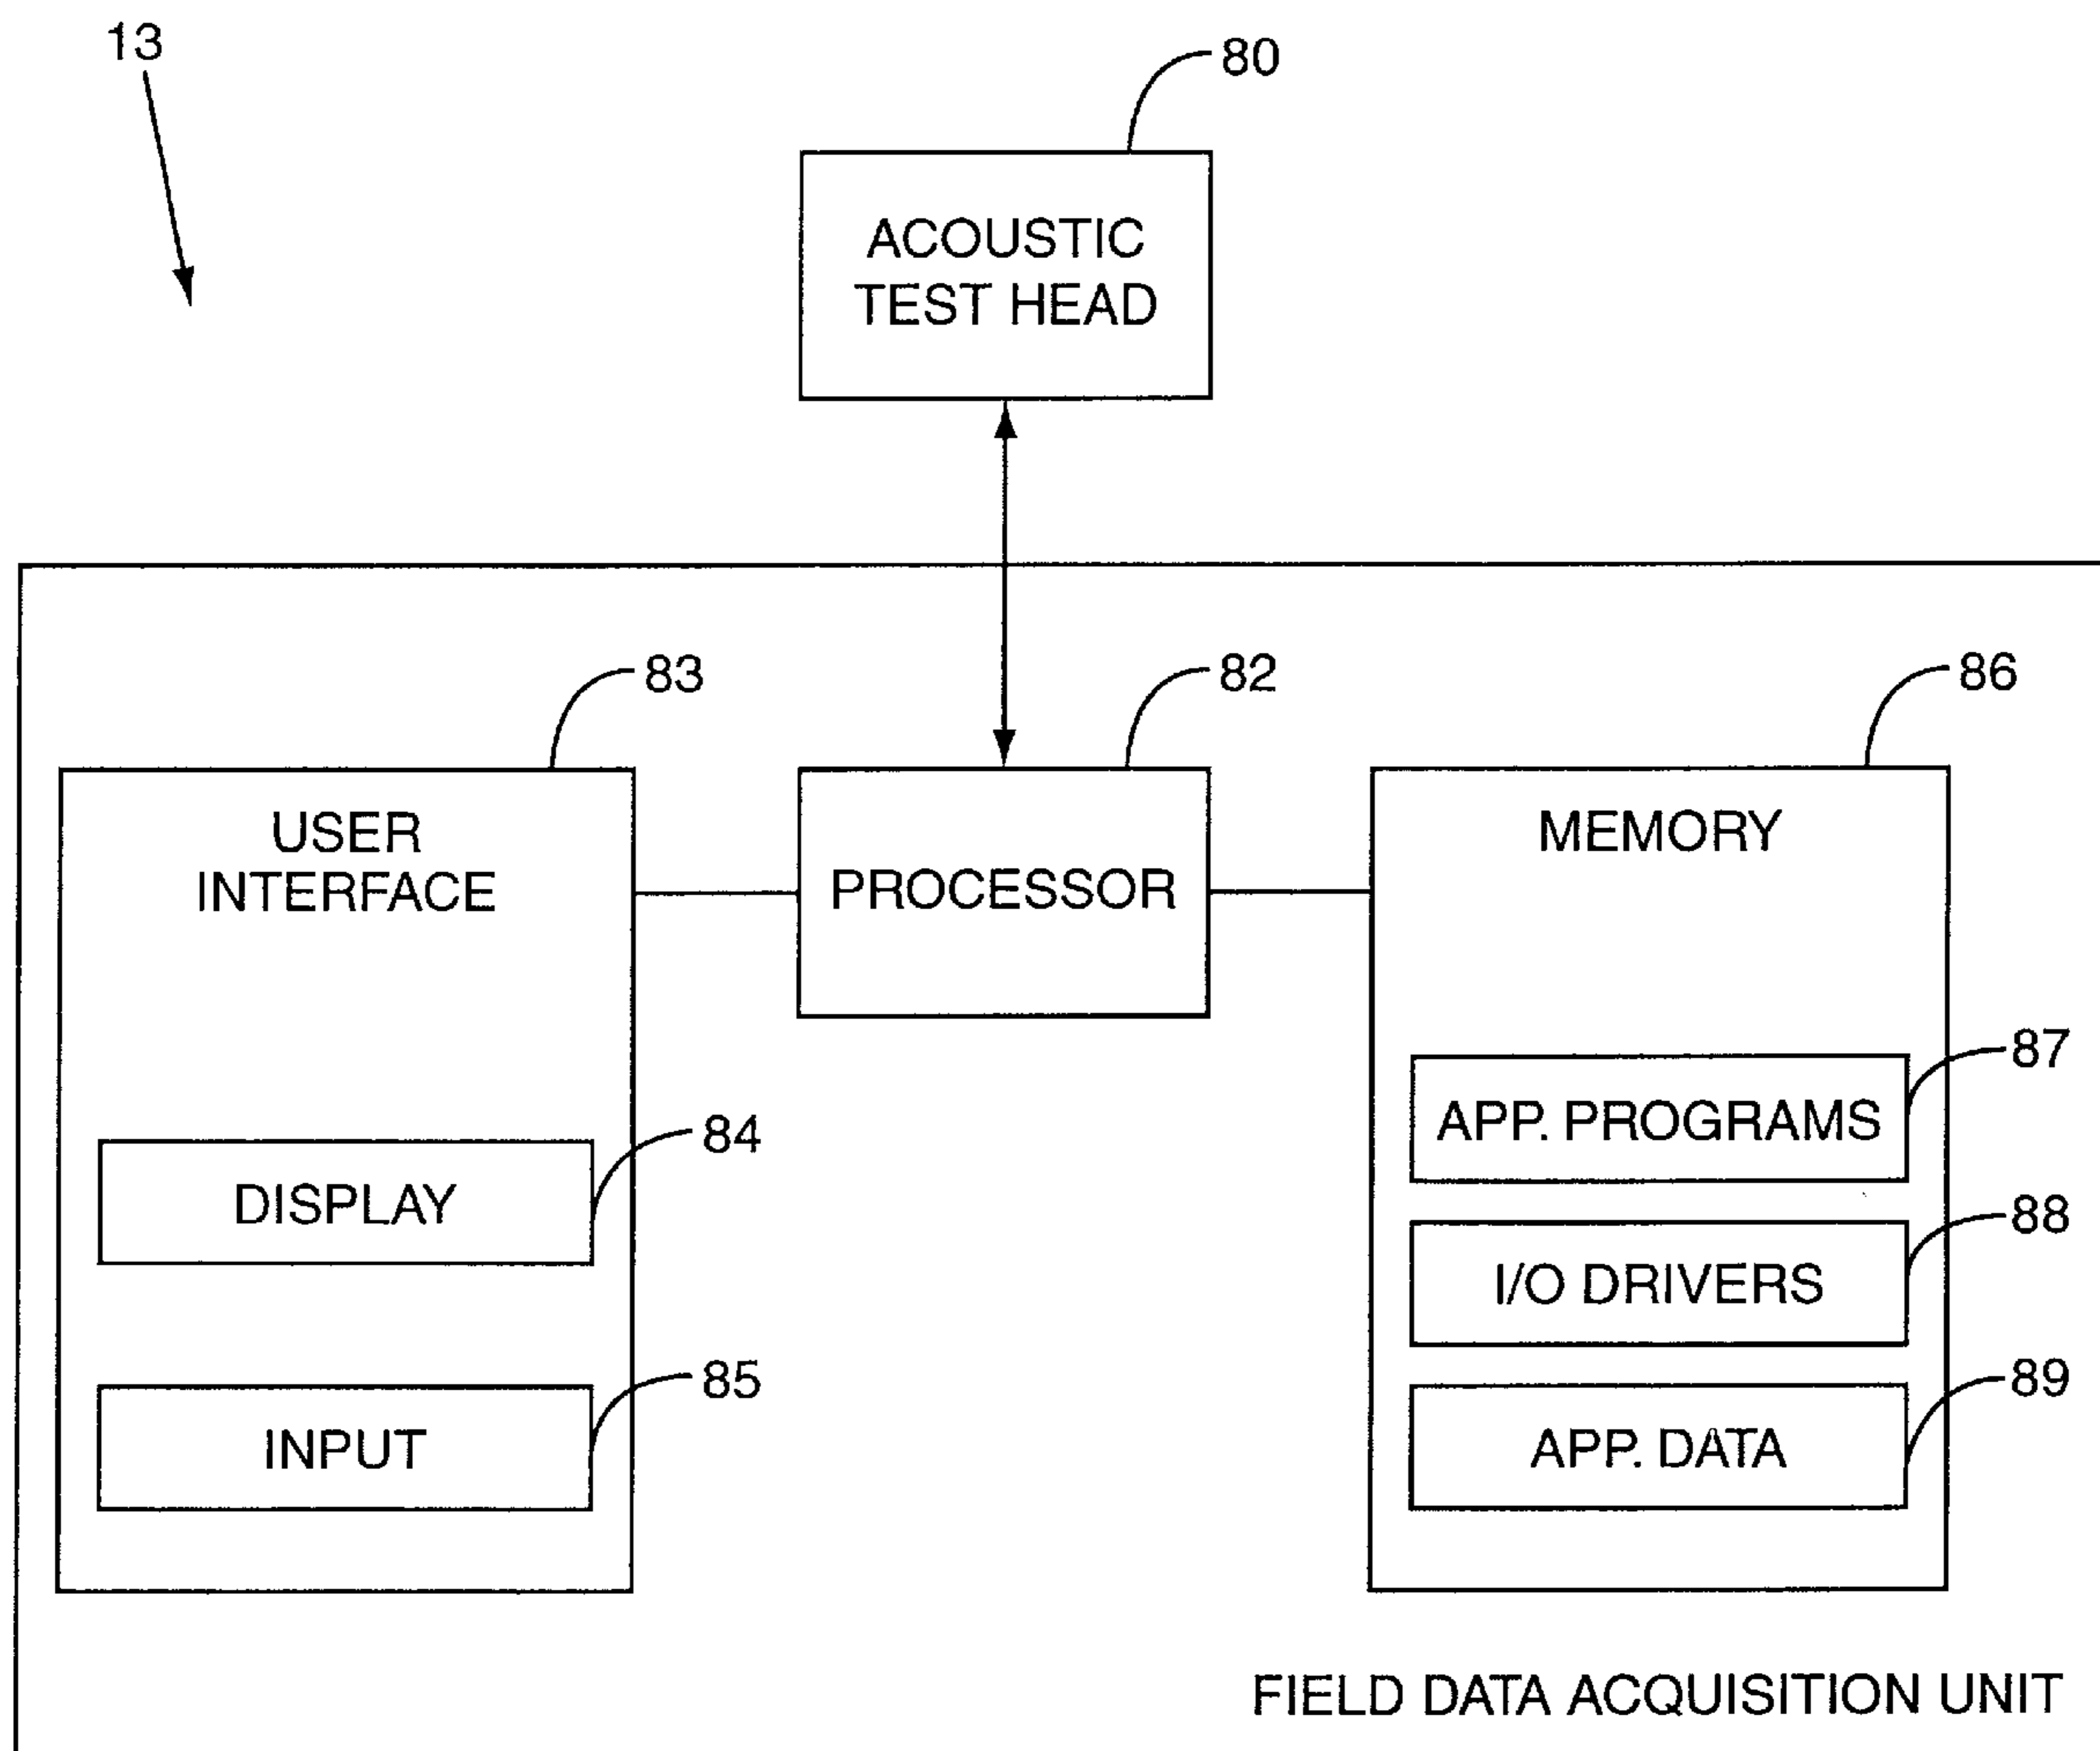 13
80
ACOUSTIC
TEST HEAD
83
82
86
USER
INTERFACE
PROCESSOR
MEMORY
87
APP. PROGRAMS
84
DISPLAY
88
I/O DRIVERS
85
INPUT
89
APP. DATA
FIELD DATA ACQUISITION UNIT